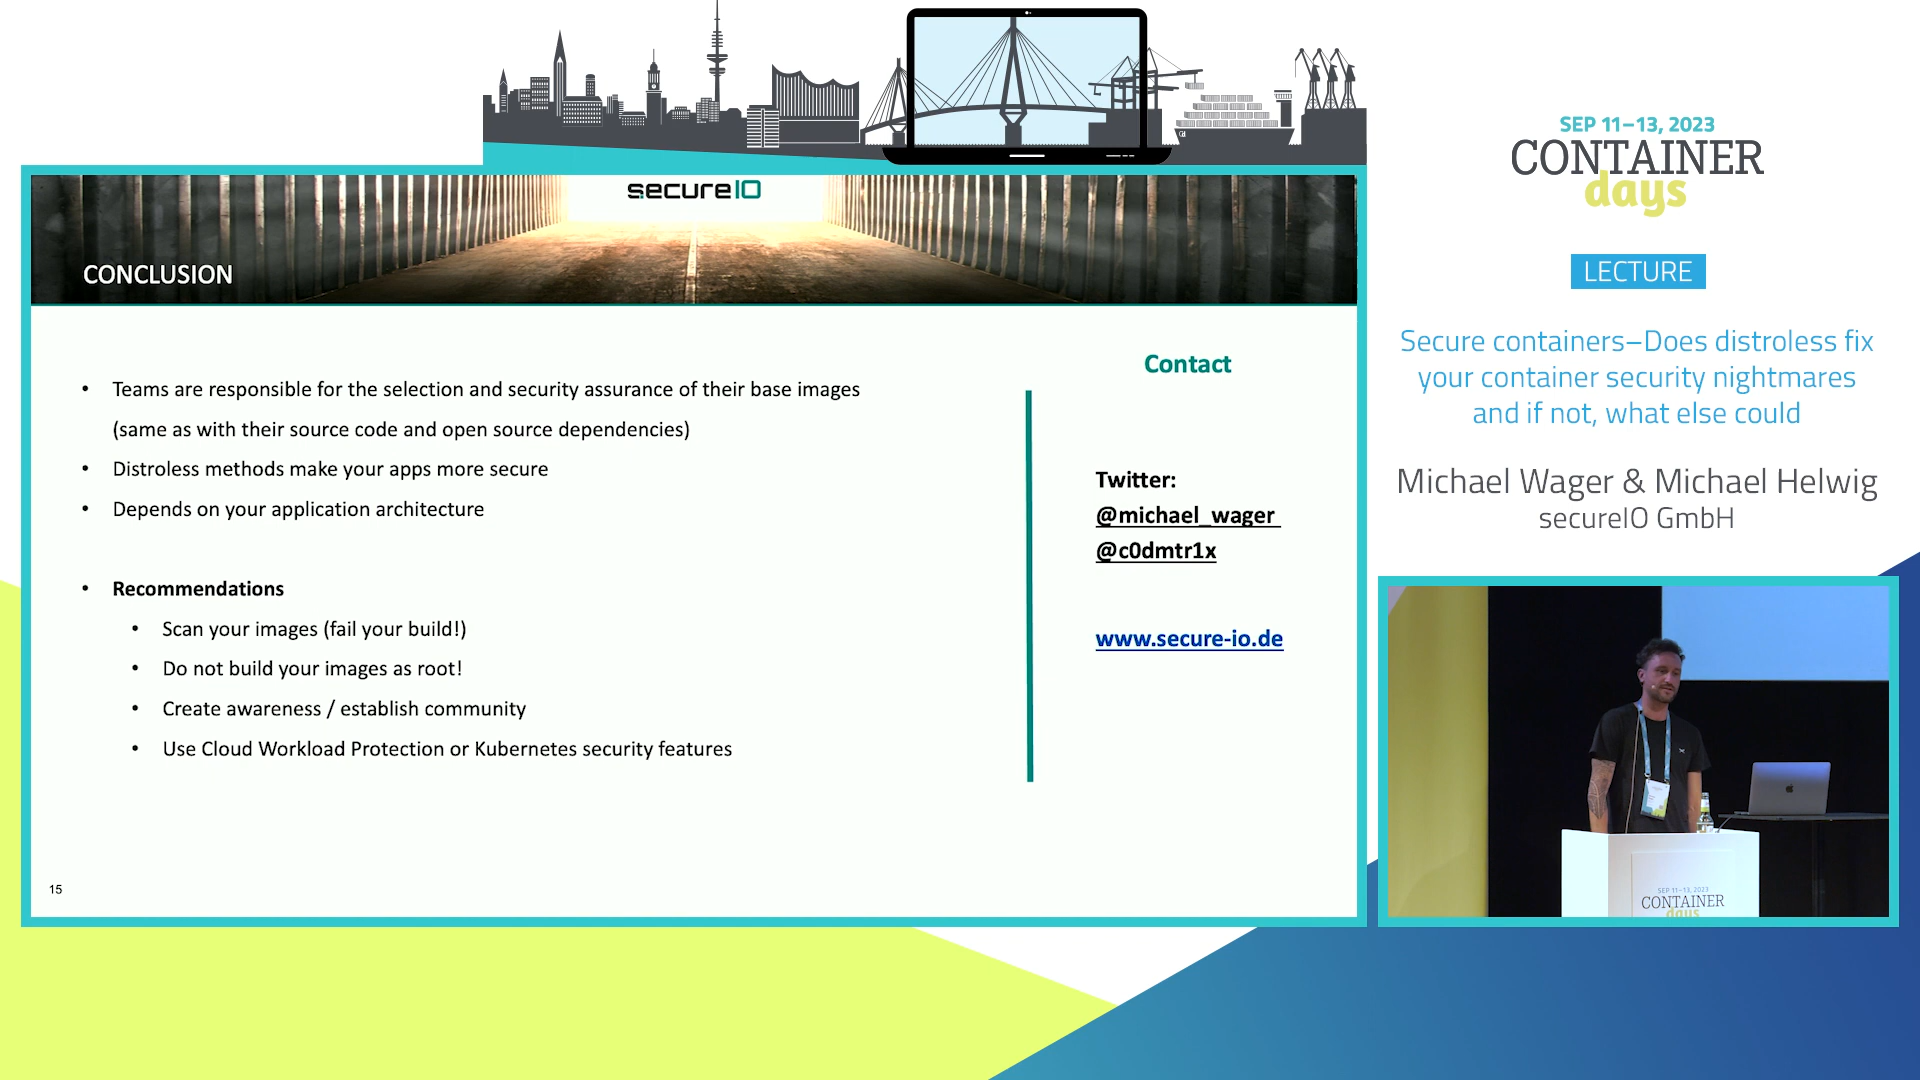 secureIO
CONCLUSION
• Teams are responsible for the selection and security assurance of their base images
(same as with their source code and open source dependencies)
• Distroless methods make your apps more secure
• Depends on your application architecture
• Recommendations
• Scan your images (fail your build!)
• Do not build your images as root!
• Create awareness / establish community
• Use Cloud Workload Protection or Kubernetes security features
15
Contact
Twitter:
@michael_wager
@c0dmtr1x
www.secure-io.de
SEP 11–13, 2023
CONTAINER
days
LECTURE
Secure containers–Does distroless fix
your container security nightmares
and if not, what else could
Michael Wager & Michael Helwig
secureIO GmbH
SEP 11–13, 2023
CONTAINER
days